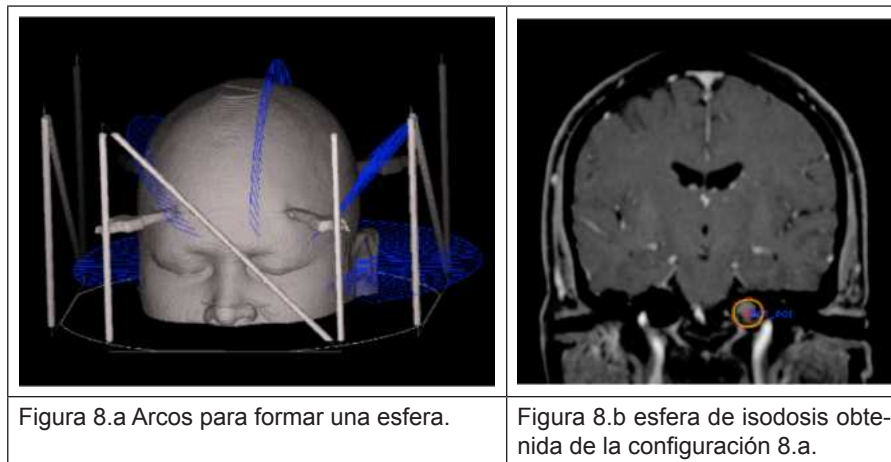 Figura 8.a Arcos para formar una esfera.
Figura 8.b esfera de isodosis obte-
nida de la configuración 8.a.